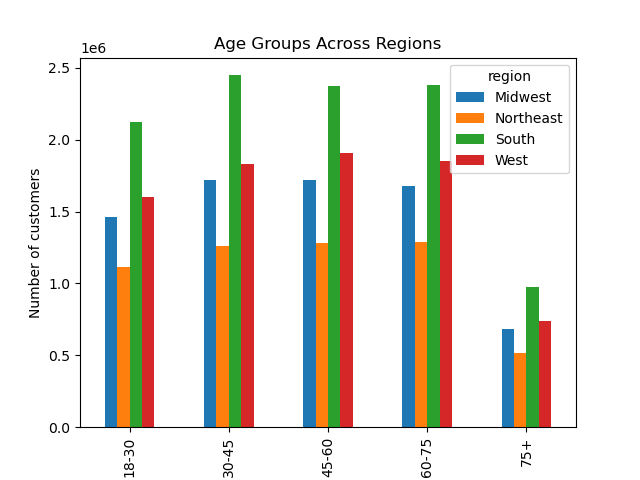 Age Groups Across Regions
1e6
2.5
2.0
1.5
1.0
0.5
0.0
Number of customers
region
Midwest
Northeast
South
West
18-30
30-45
45-60
60-75
75+